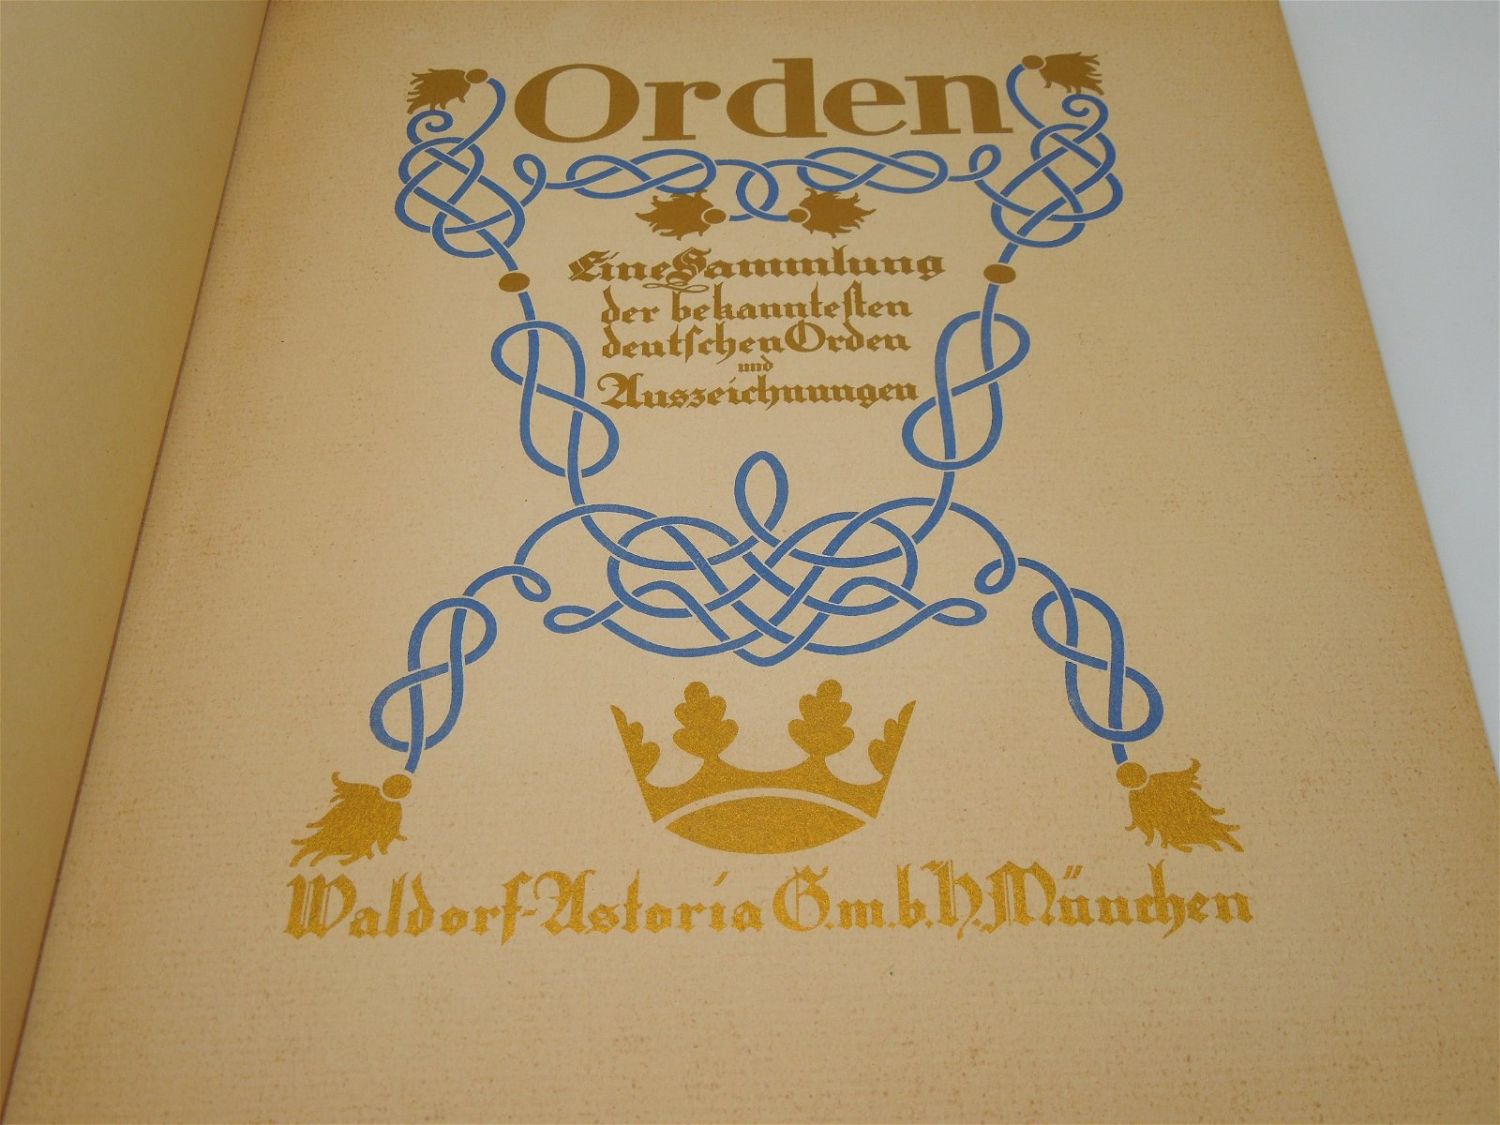 Orden
Eine Sammlung
der bekanntesten
deutschen Orden
und
Auszeichnungen
Waldorf-Astoria G.m.b.H. München